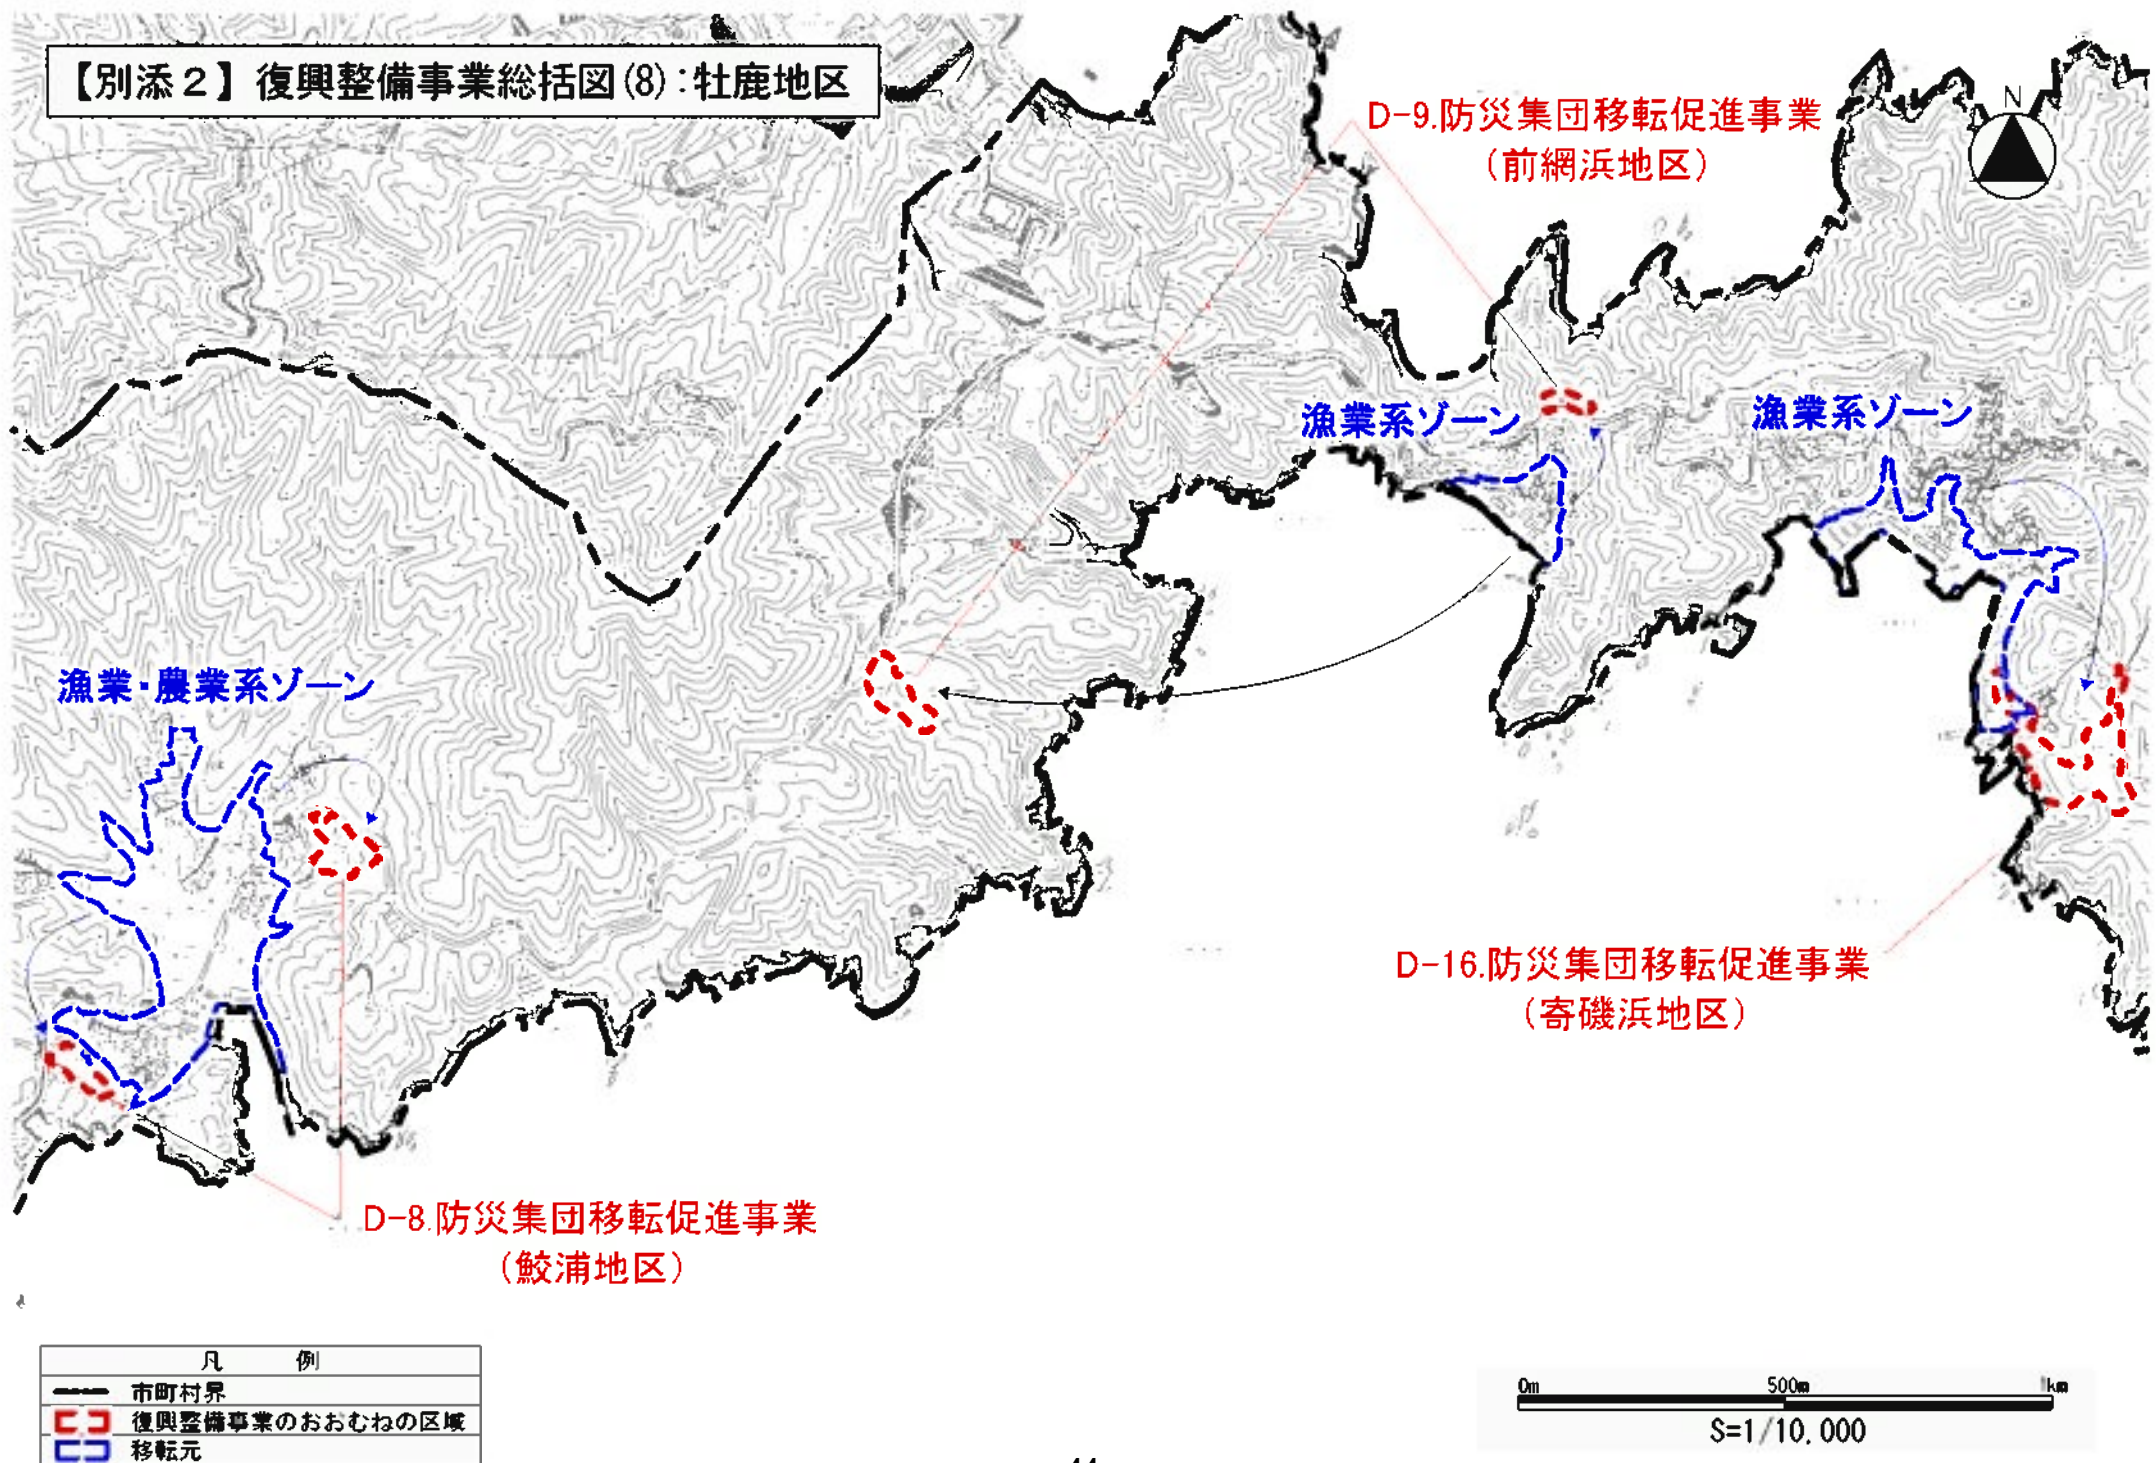 【別添２】復興整備事業総括図(8):牡鹿地区
D-9.防災集団移転促進事業
(前網浜地区)
N
漁業系ゾーン
漁業系ゾーン
漁業・農業系ゾーン
D-16.防災集団移転促進事業
(寄磯浜地区)
D-8.防災集団移転促進事業
(鮫浦地区)
凡 例
市町村界
復興整備事業のおおむねの区域
移転元
0m 500m 1km
S=1/10,000